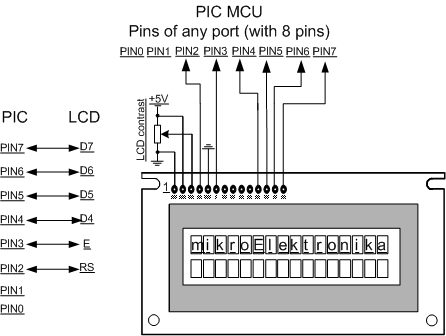 PIC MCU
Pins of any port (with 8 pins)
PIN0 PIN1 PIN2 PIN3 PIN4 PIN5 PIN6 PIN7
+5V
LCD contrast
PIC LCD
PIN7 D7
PIN6 D6
PIN5 D5
PIN4 D4
PIN3 E
PIN2 RS
PIN1
PIN0
1
mikroElektronika